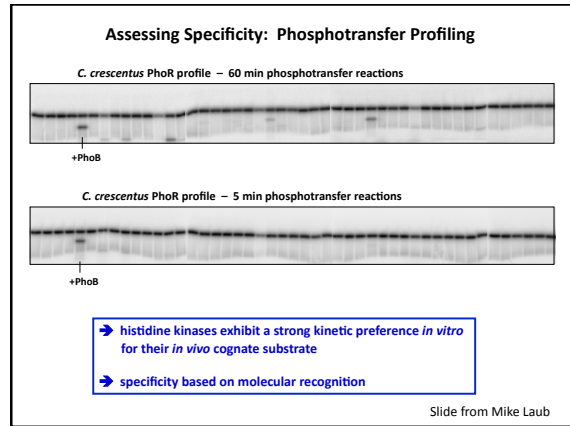 Assessing Specificity: Phosphotransfer Profiling
C. crescentus PhoR profile – 60 min phosphotransfer reactions
+PhoB
C. crescentus PhoR profile – 5 min phosphotransfer reactions
+PhoB
➔ histidine kinases exhibit a strong kinetic preference in vitro
for their in vivo cognate substrate
➔ specificity based on molecular recognition
Slide from Mike Laub